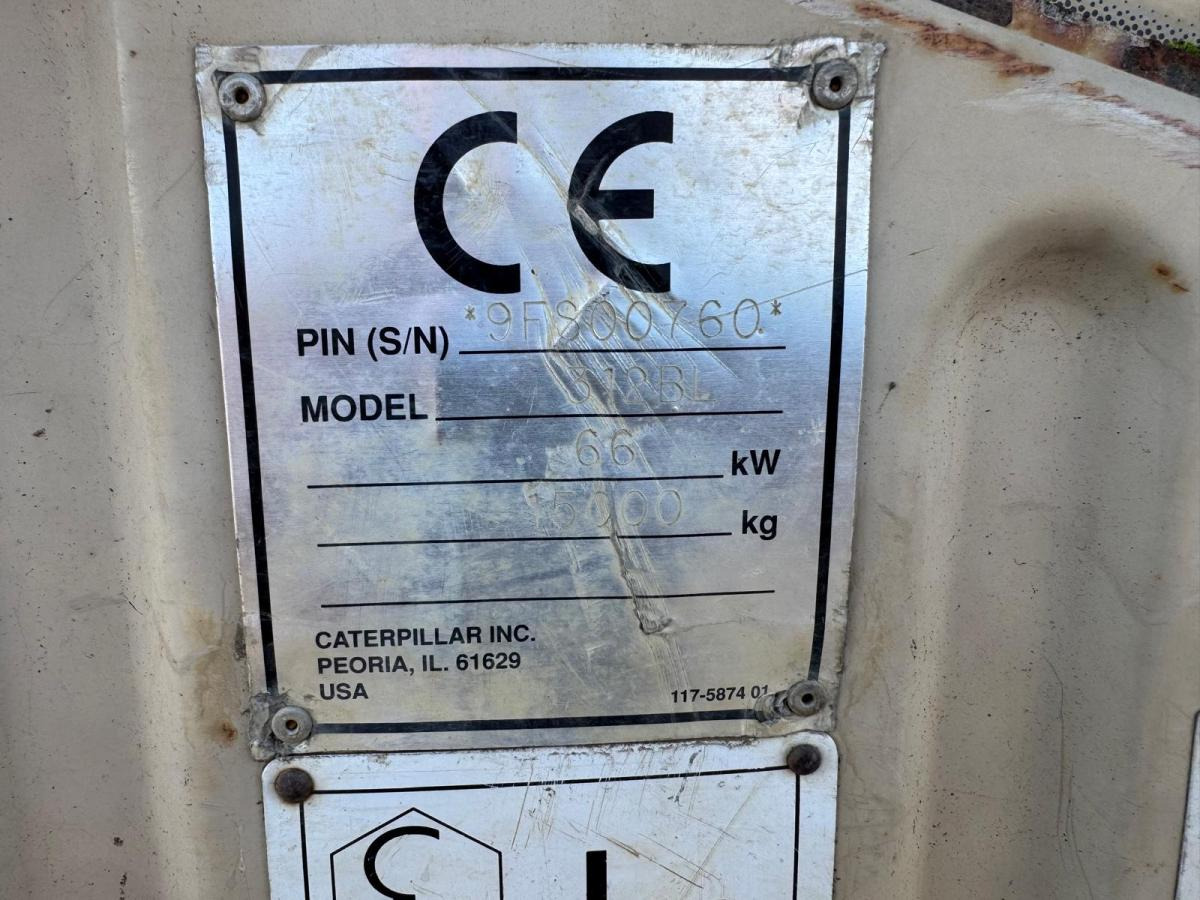 CE
PIN (S/N) *9FS00760*
MODEL 312BL
66 kW
15000 kg
CATERPILLAR INC.
PEORIA, IL. 61629
USA
117-5874 01
C